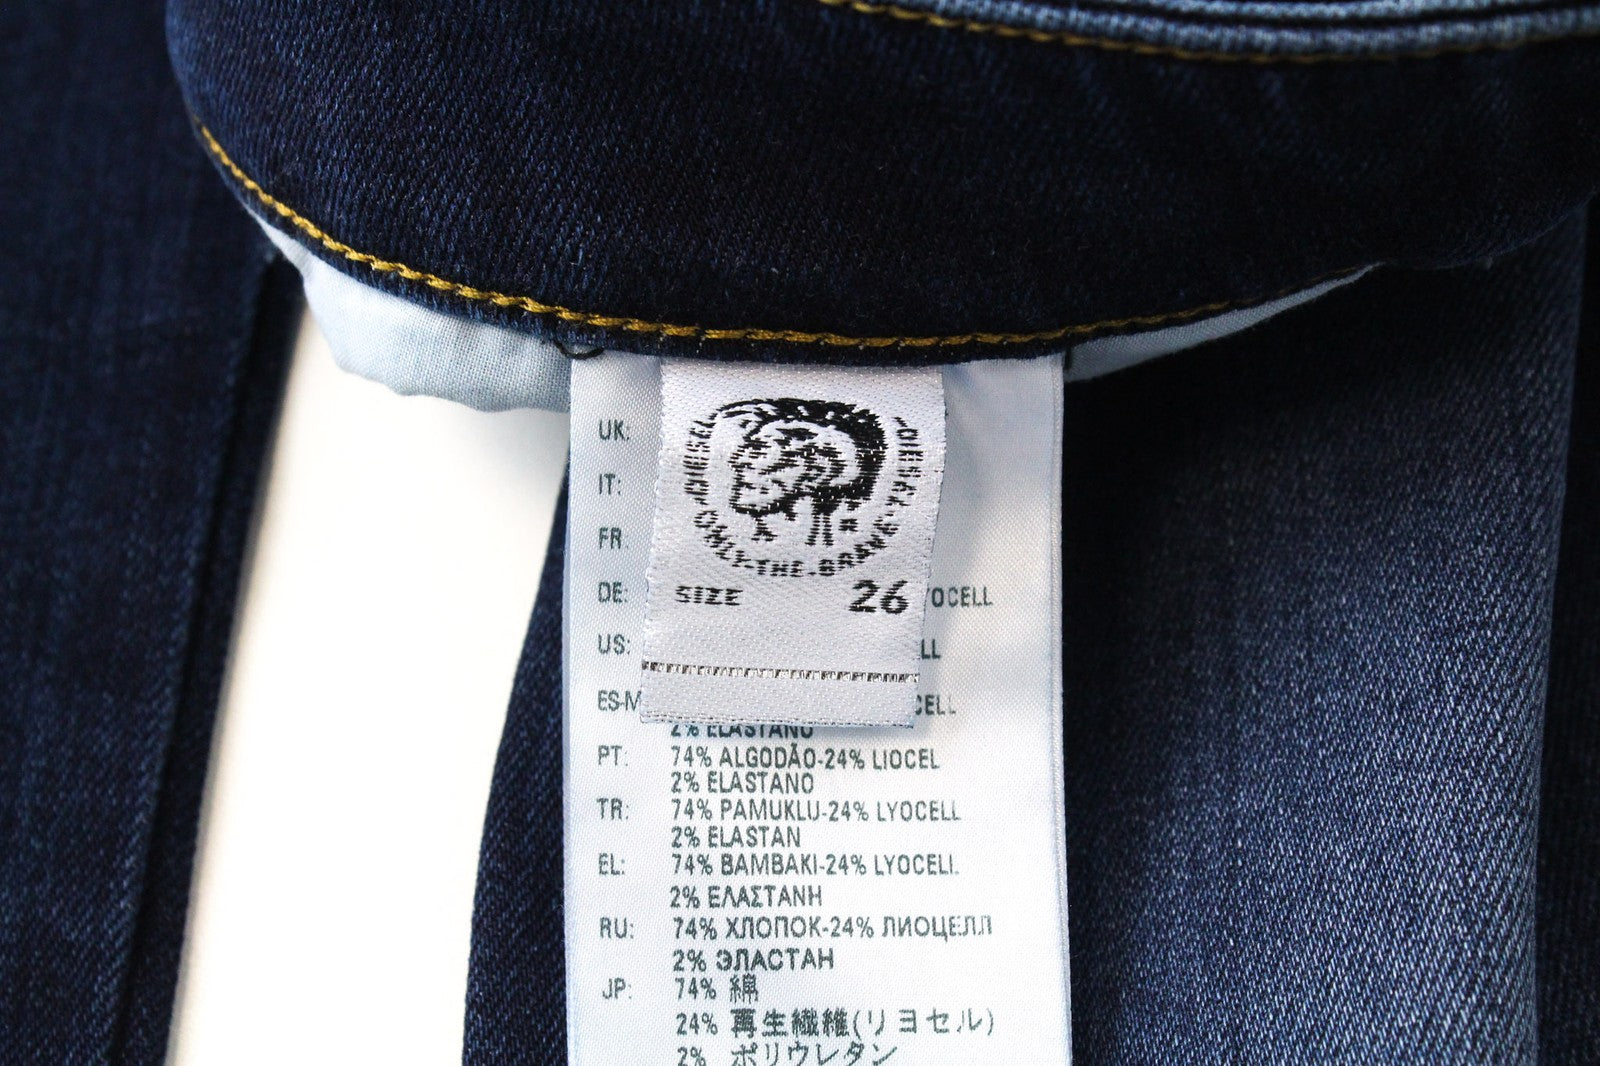 DIESEL
DIESEL
ONLY-THE-BRAVE
SIZE 26
UK:
IT:
FR
DE:
US:
ES-M
2% ELASTANO
PT: 74% ALGODÃO-24% LIOCEL
2% ELASTANO
TR: 74% PAMUKLU-24% LYOCELL
2% ELASTAN
EL: 74% BAMBAKI-24% LYOCELL
2% ΕΛΑΣΤΑΝΗ
RU: 74% ХЛОПОК-24% ЛИОЦЕЛЛ
2% ЭЛАСТАН
JP: 74% 綿
24% 再生繊維(リヨセル)
2% ポリウレタン